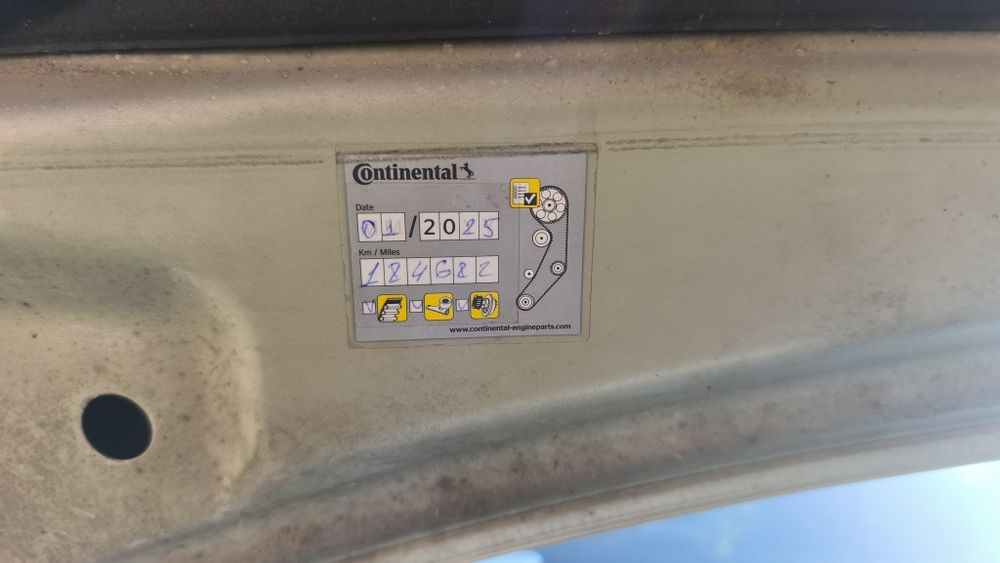 Continental
Date
01/2025
Km / Miles
184682
www.continental-engineparts.com